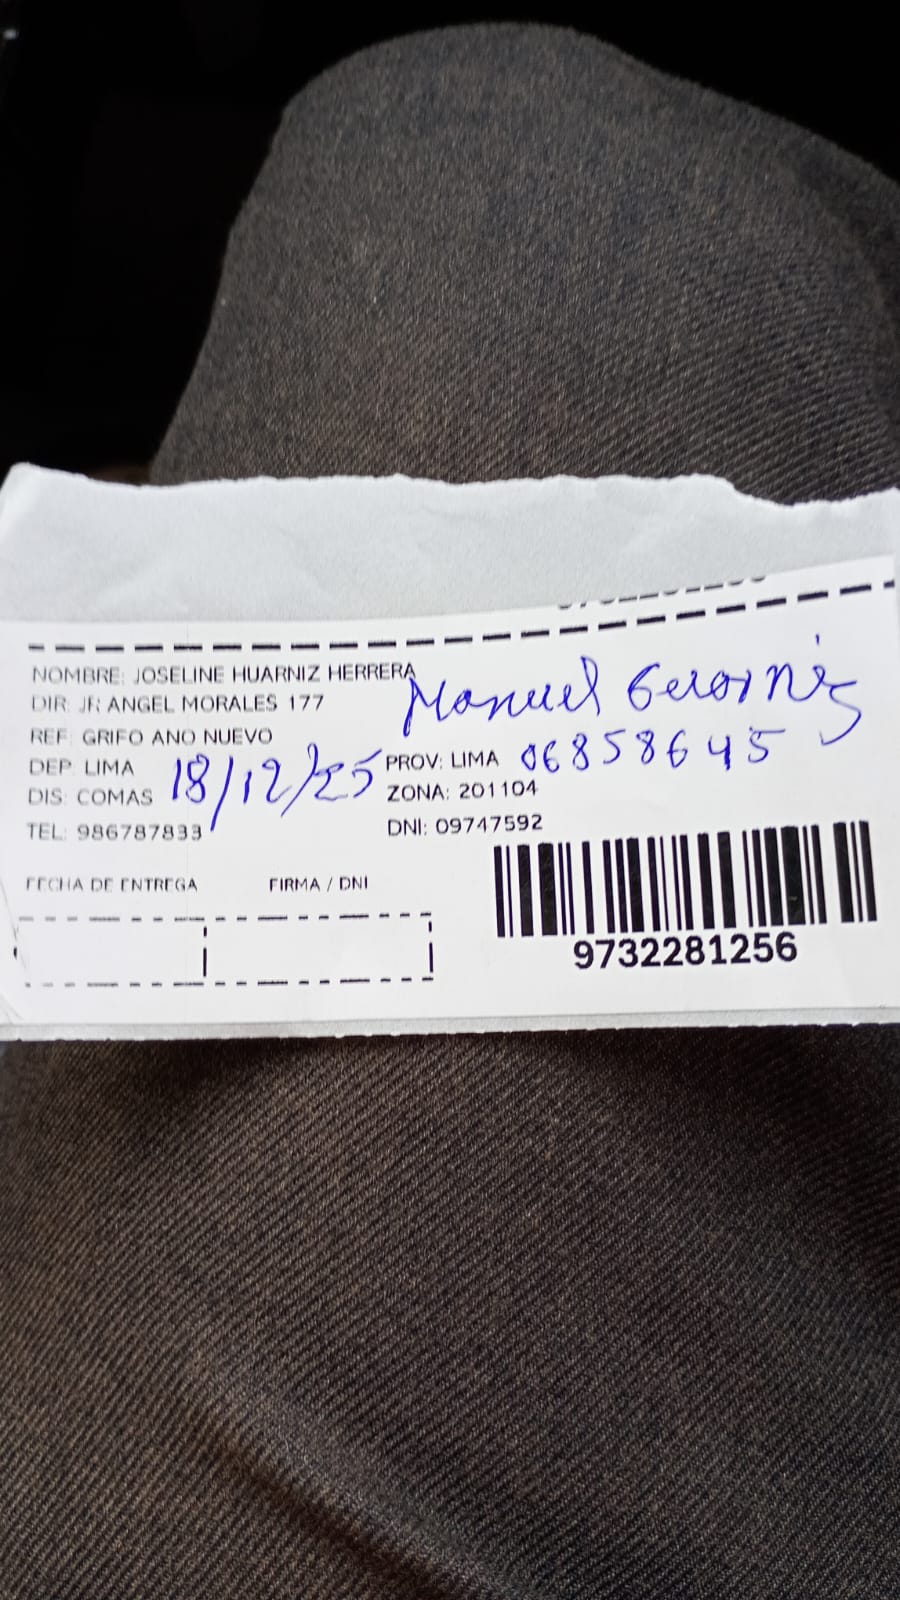 NOMBRE: JOSELINE HUARNIZ HERRERA
DIR: JR ANGEL MORALES 177
Manuel
REF: GRIFO ANO NUEVO
DEP: LIMA
PROV: LIMA
06858645
DIS: COMAS
18/12/25
ZONA: 201104
TEL: 986787833
DNI: 09747592
FECHA DE ENTREGA
FIRMA / DNI
9732281256